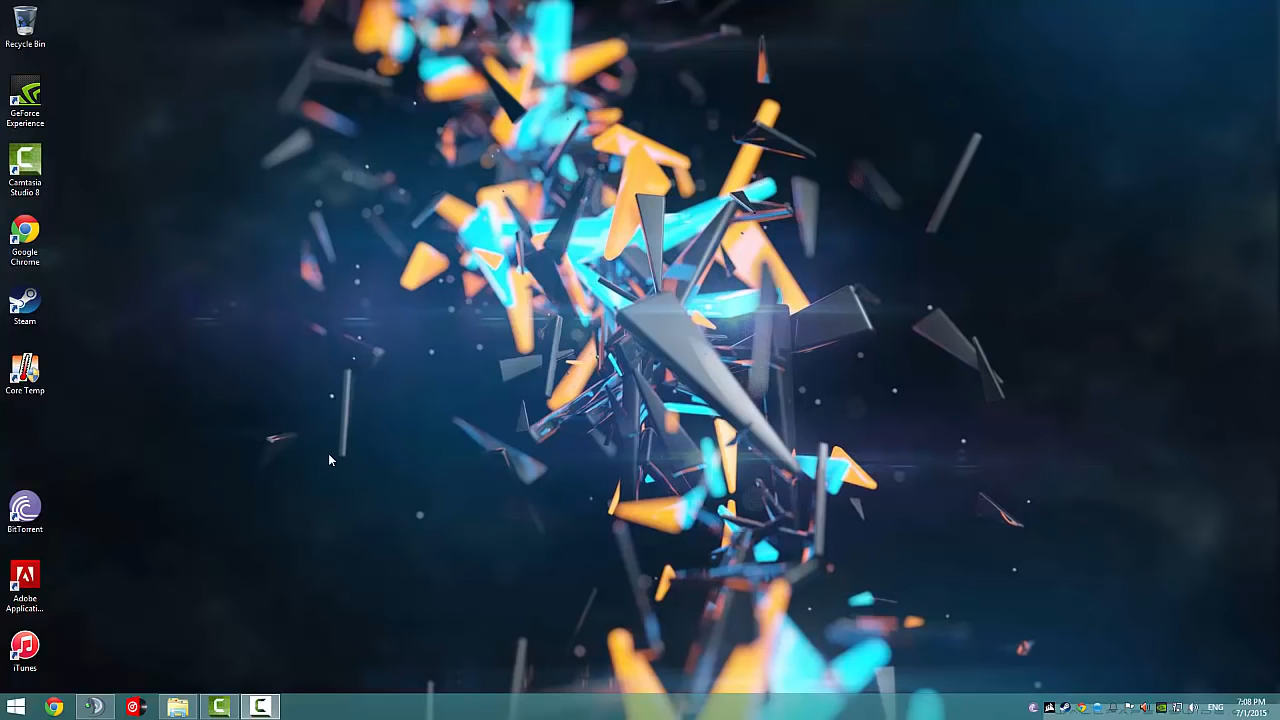 Recycle Bin
GeForce
Experience
Camtasia
Studio 8
Google
Chrome
Steam
Core Temp
BitTorrent
Adobe
Applicati...
iTunes
ENG
7:08 PM
7/1/2015